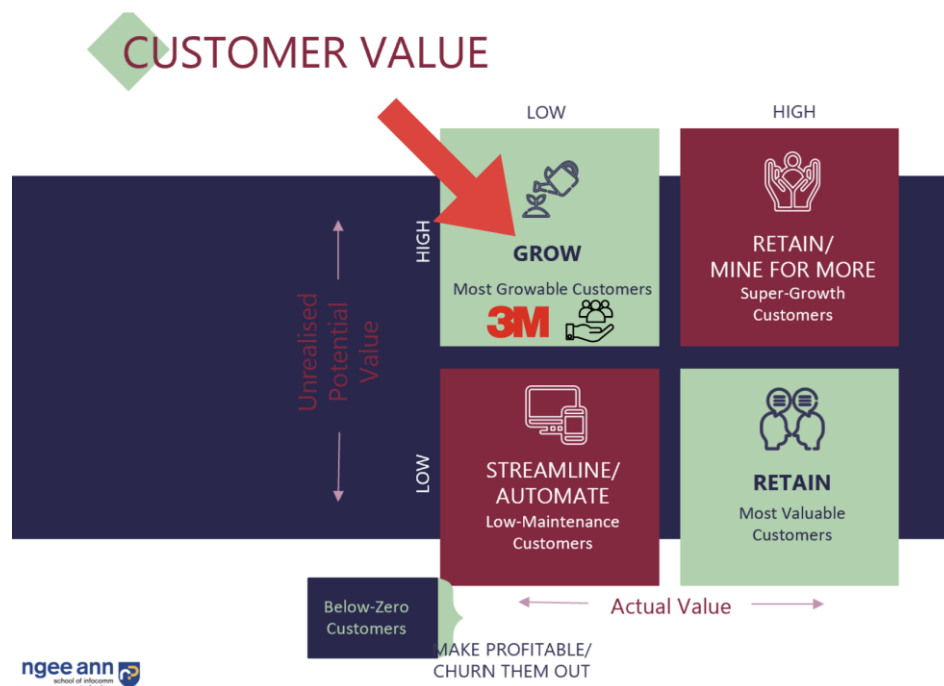 CUSTOMER VALUE
LOW
HIGH
HIGH
GROW
Most Growable Customers
3M
RETAIN/
MINE FOR MORE
Super-Growth
Customers
Unrealised
Potential
Value
LOW
STREAMLINE/
AUTOMATE
Low-Maintenance
Customers
RETAIN
Most Valuable
Customers
Below-Zero
Customers
Actual Value
MAKE PROFITABLE/
CHURN THEM OUT
ngee ann
school of infocomm